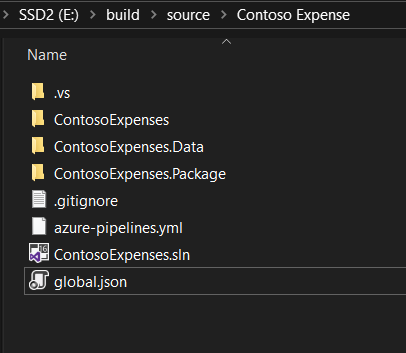 SSD2 (E:) > build > source > Contoso Expense
Name
.vs
ContosoExpenses
ContosoExpenses.Data
ContosoExpenses.Package
.gitignore
azure-pipelines.yml
ContosoExpenses.sln
global.json